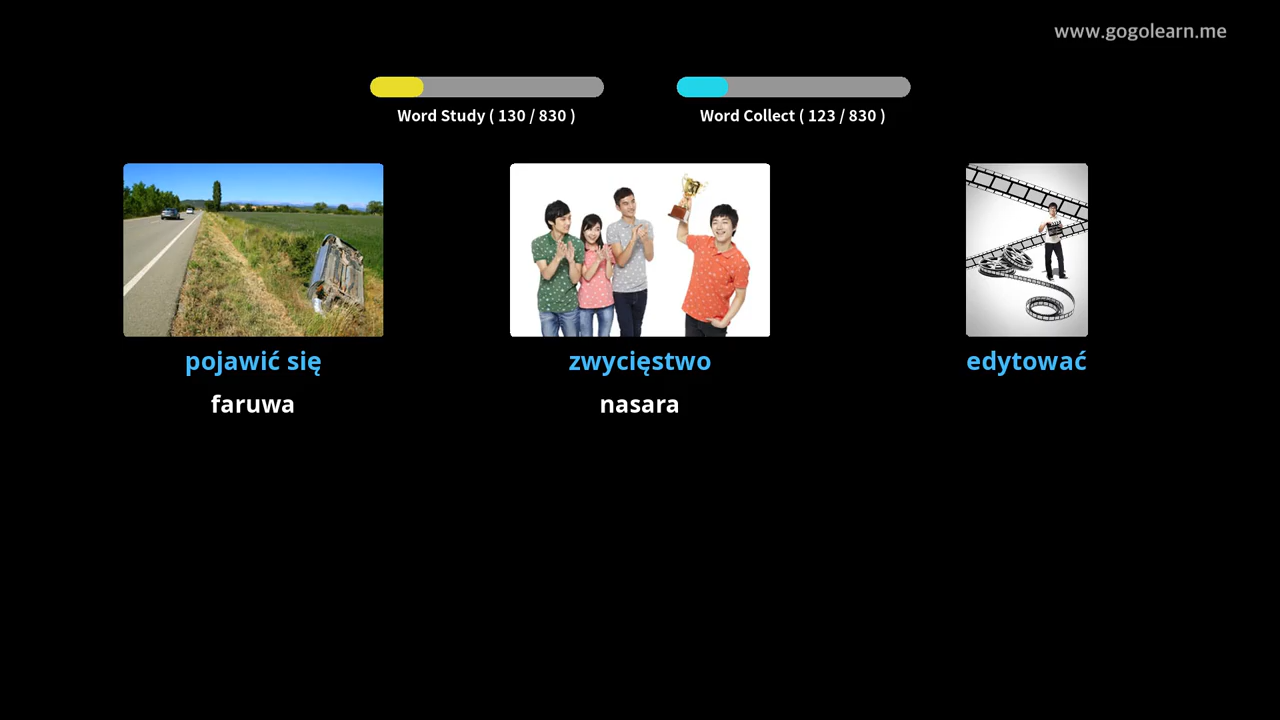 www.gogolearn.me
Word Study ( 130 / 830 )
Word Collect ( 123 / 830 )
pojawić się
faruwa
zwycięstwo
nasara
edytować